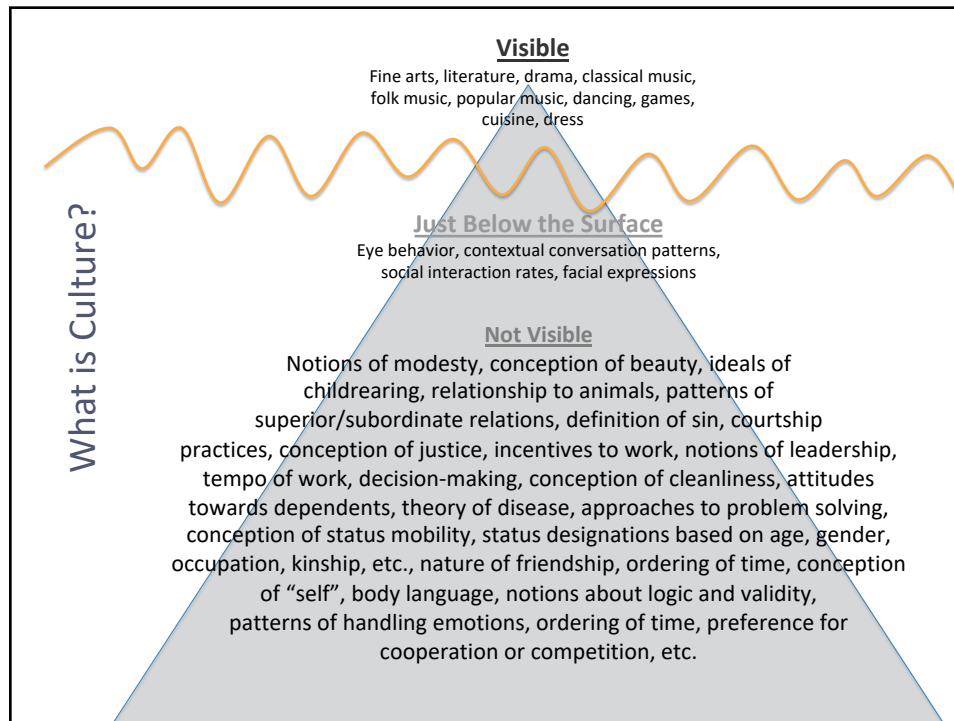 What is Culture?
Visible
Fine arts, literature, drama, classical music,
folk music, popular music, dancing, games,
cuisine, dress
Just Below the Surface
Eye behavior, contextual conversation patterns,
social interaction rates, facial expressions
Not Visible
Notions of modesty, conception of beauty, ideals of
childrearing, relationship to animals, patterns of
superior/subordinate relations, definition of sin, courtship
practices, conception of justice, incentives to work, notions of leadership,
tempo of work, decision-making, conception of cleanliness, attitudes
towards dependents, theory of disease, approaches to problem solving,
conception of status mobility, status designations based on age, gender,
occupation, kinship, etc., nature of friendship, ordering of time, conception
of “self”, body language, notions about logic and validity,
patterns of handling emotions, ordering of time, preference for
cooperation or competition, etc.